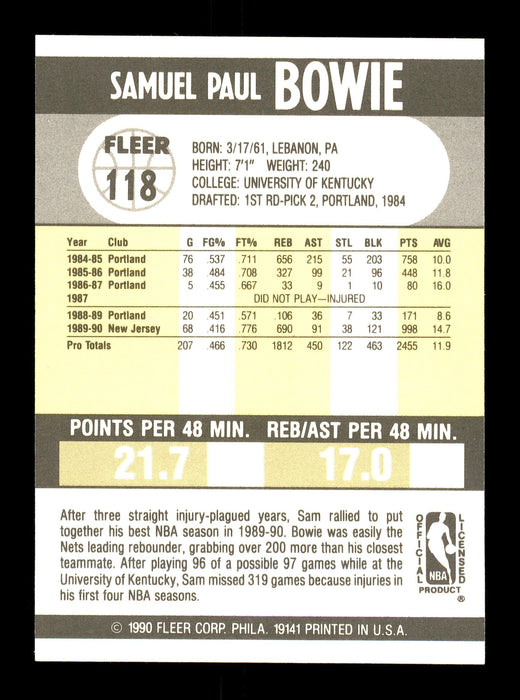 SAMUEL PAUL BOWIE
FLEER
118
BORN: 3/17/61, LEBANON, PA
HEIGHT: 7'1" WEIGHT: 240
COLLEGE: UNIVERSITY OF KENTUCKY
DRAFTED: 1ST RD-PICK 2, PORTLAND, 1984
Year Club G FG% FT% REB AST STL BLK PTS AVG
1984-85 Portland 76 .537 .711 656 215 55 203 758 10.0
1985-86 Portland 38 .484 .708 327 99 21 96 448 11.8
1986-87 Portland 5 .455 .667 33 9 1 10 80 16.0
1987 DID NOT PLAY—INJURED
1988-89 Portland 20 .451 .571 .106 36 7 33 171 8.6
1989-90 New Jersey 68 .416 .776 690 91 38 121 998 14.7
Pro Totals 207 .466 .730 1812 450 122 463 2455 11.9
POINTS PER 48 MIN. REB/AST PER 48 MIN.
21.7 17.0
After three straight injury-plagued years, Sam rallied to put
together his best NBA season in 1989-90. Bowie was easily the
Nets leading rebounder, grabbing over 200 more than his closest
teammate. After playing 96 of a possible 97 games while at the
University of Kentucky, Sam missed 319 games because injuries in
his first four NBA seasons.
OFFICIAL LICENSED
NBA
PRODUCT ®
© 1990 FLEER CORP. PHILA. 19141 PRINTED IN U.S.A.